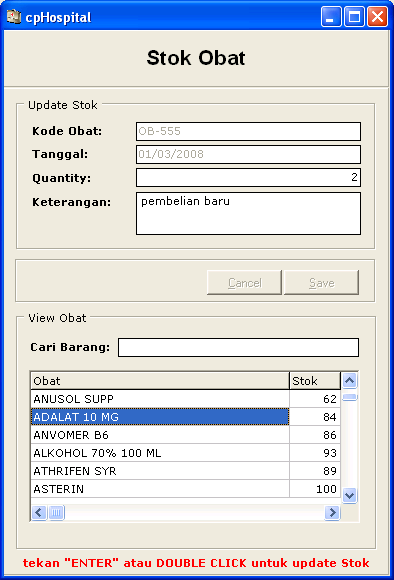 cpHospital
Stok Obat
Update Stok
Kode Obat: OB-555
Tanggal: 01/03/2008
Quantity: 2
Keterangan: pembelian baru
Cancel Save
View Obat
Cari Barang:
Obat Stok
ANUSOL SUPP 62
ADALAT 10 MG 84
ANVOMER B6 86
ALKOHOL 70% 100 ML 93
ATHRIFEN SYR 89
ASTERIN 100
tekan "ENTER" atau DOUBLE CLICK untuk update Stok